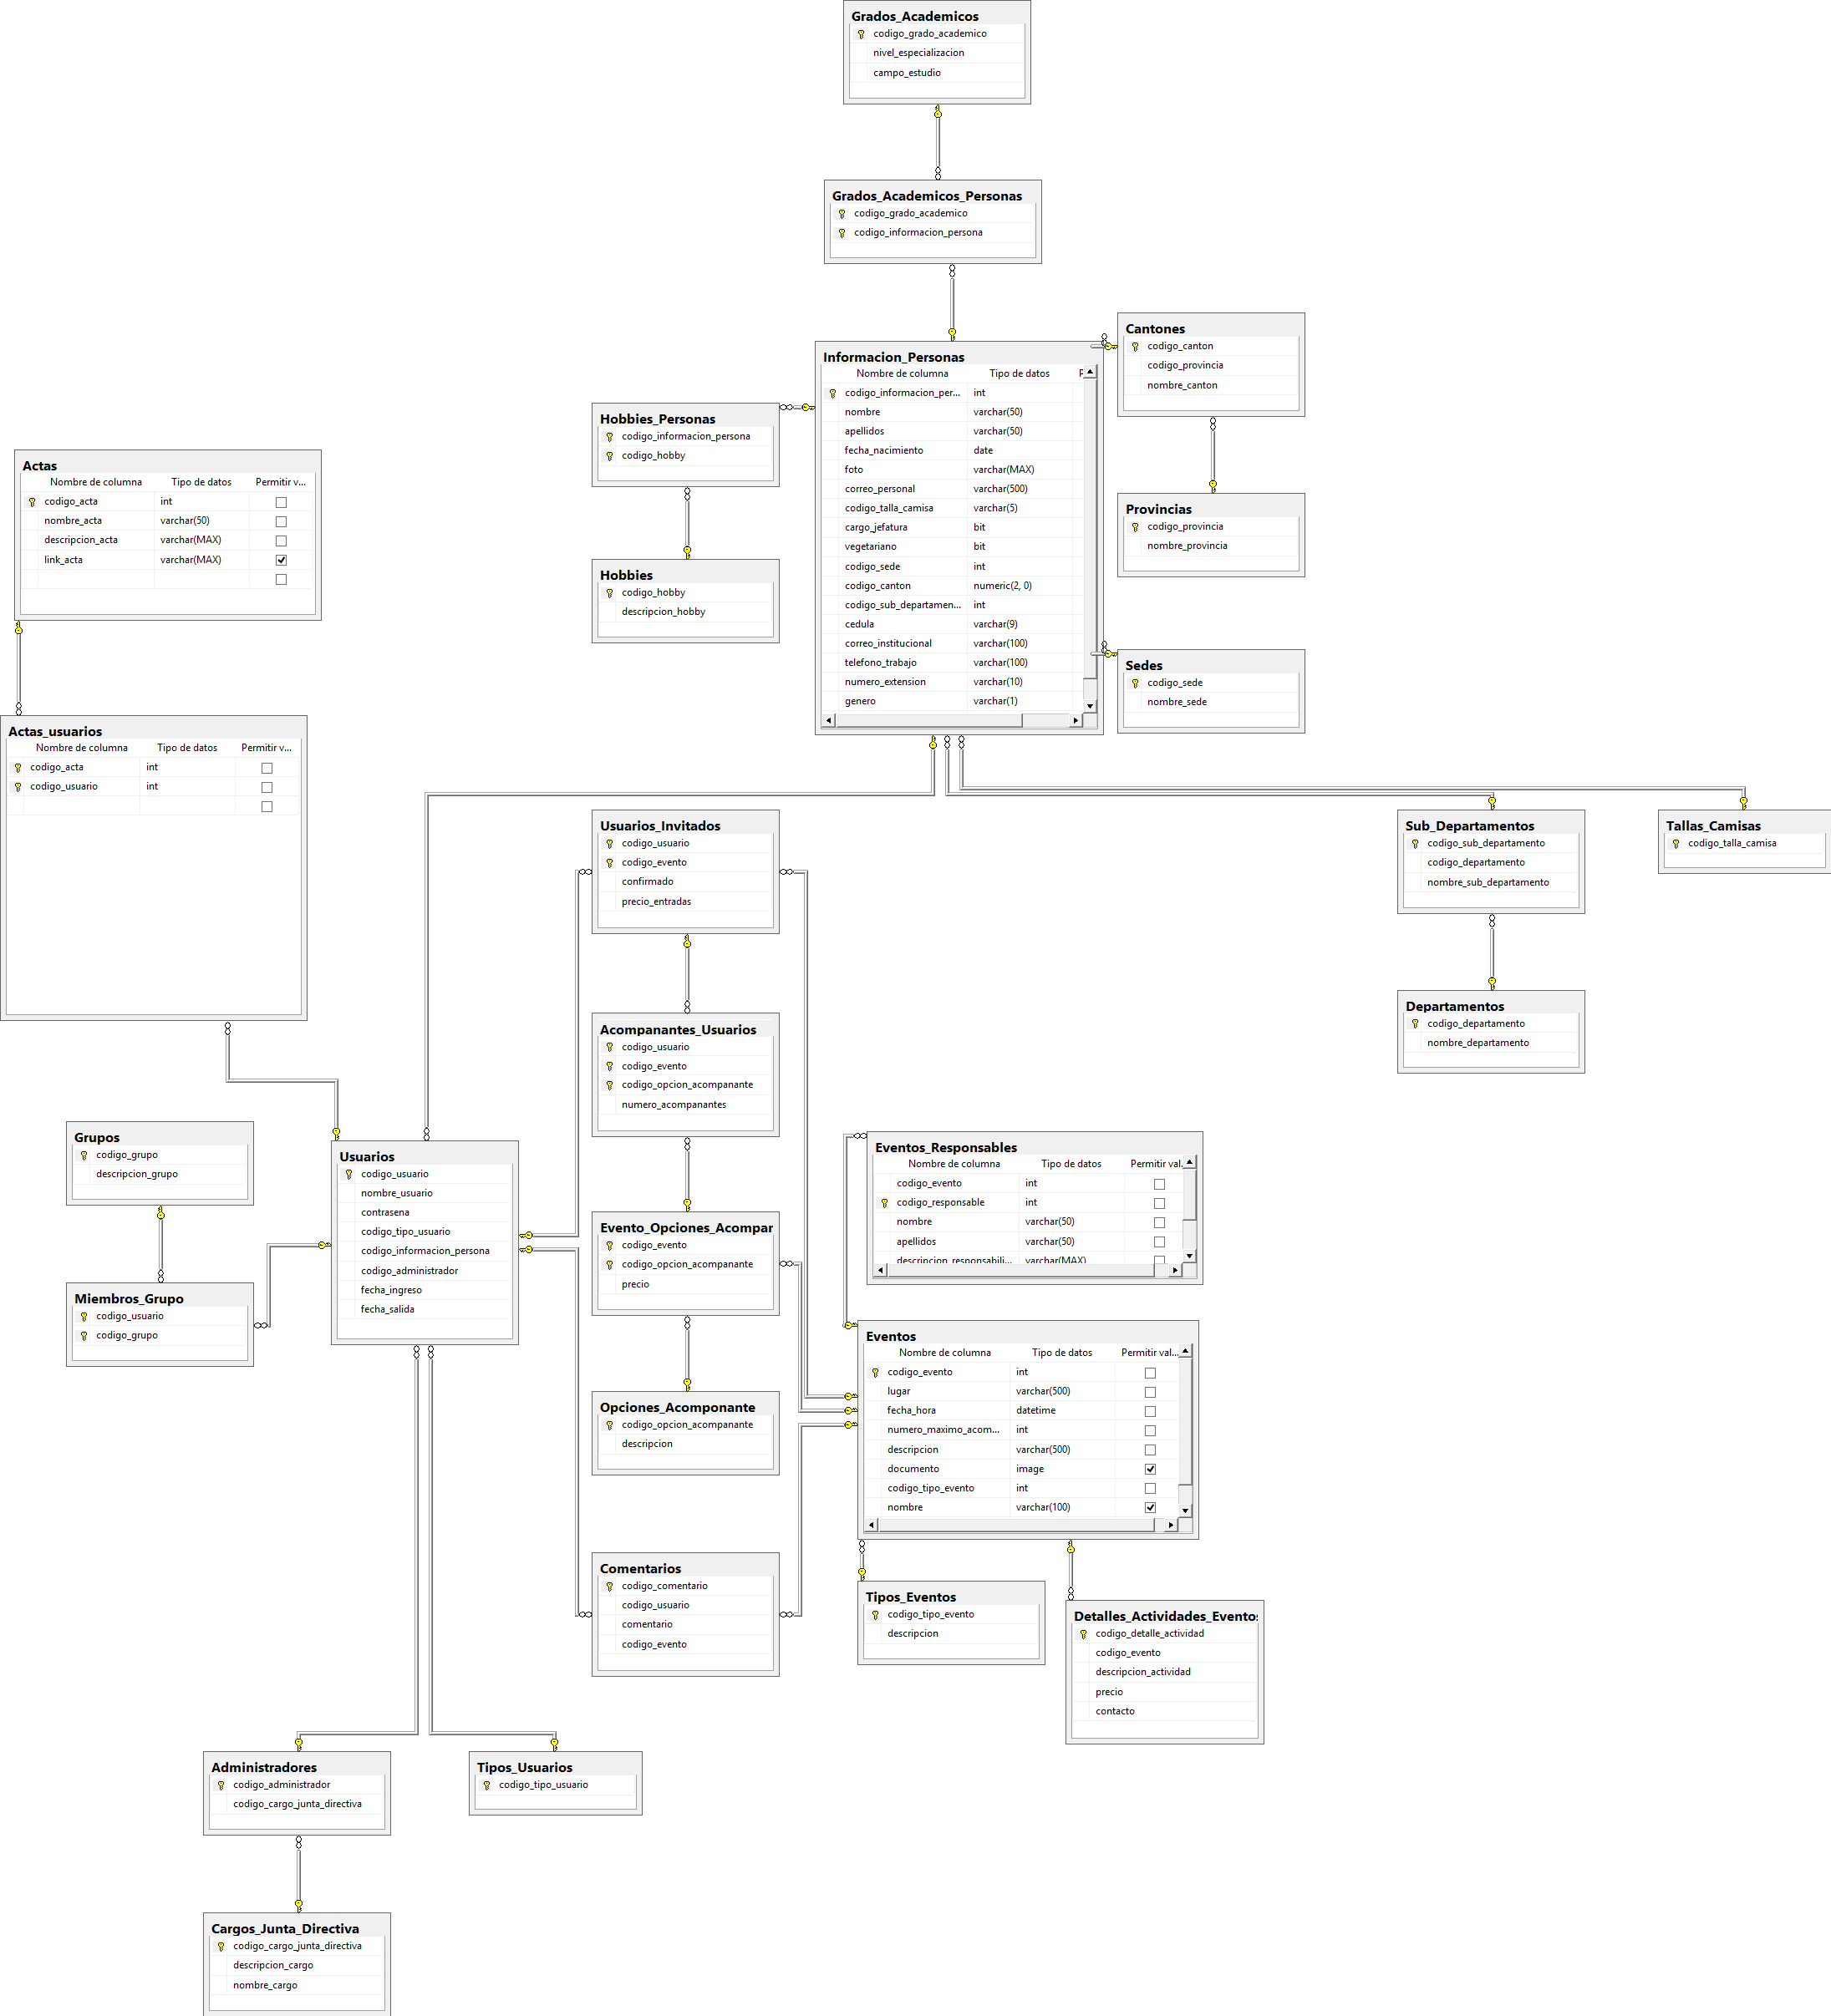 Grados_Academicos
codigo_grado_academico
nivel_especializacion
campo_estudio
Grados_Academicos_Personas
codigo_grado_academico
codigo_informacion_persona
Informacion_Personas
Nombre de columna Tipo de datos P
codigo_informacion_per... int
nombre varchar(50)
apellidos varchar(50)
fecha_nacimiento date
foto varchar(MAX)
correo_personal varchar(500)
codigo_talla_camisa varchar(5)
cargo_jefatura bit
vegetariano bit
codigo_sede int
codigo_canton numeric(2, 0)
codigo_sub_departamen... int
cedula varchar(9)
correo_institucional varchar(100)
telefono_trabajo varchar(100)
numero_extension varchar(10)
genero varchar(1)
Cantones
codigo_canton
codigo_provincia
nombre_canton
Provincias
codigo_provincia
nombre_provincia
Sedes
codigo_sede
nombre_sede
Hobbies_Personas
codigo_informacion_persona
codigo_hobby
Hobbies
codigo_hobby
descripcion_hobby
Actas
Nombre de columna Tipo de datos Permitir v...
codigo_acta int
nombre_acta varchar(50)
descripcion_acta varchar(MAX)
link_acta varchar(MAX)
Actas_usuarios
Nombre de columna Tipo de datos Permitir v...
codigo_acta int
codigo_usuario int
Usuarios_Invitados
codigo_usuario
codigo_evento
confirmado
precio_entradas
Sub_Departamentos
codigo_sub_departamento
codigo_departamento
nombre_sub_departamento
Tallas_Camisas
codigo_talla_camisa
Departamentos
codigo_departamento
nombre_departamento
Acompanantes_Usuarios
codigo_usuario
codigo_evento
codigo_opcion_acompanante
numero_acompanantes
Grupos
codigo_grupo
descripcion_grupo
Miembros_Grupo
codigo_usuario
codigo_grupo
Usuarios
codigo_usuario
nombre_usuario
contrasena
codigo_tipo_usuario
codigo_informacion_persona
codigo_administrador
fecha_ingreso
fecha_salida
Evento_Opciones_Acompar
codigo_evento
codigo_opcion_acompanante
precio
Opciones_Acomponante
codigo_opcion_acompanante
descripcion
Eventos_Responsables
Nombre de columna Tipo de datos Permitir val...
codigo_evento int
codigo_responsable int
nombre varchar(50)
apellidos varchar(50)
descripcion_responsabili... varchar(MAX)
Eventos
Nombre de columna Tipo de datos Permitir val...
codigo_evento int
lugar varchar(500)
fecha_hora datetime
numero_maximo_acom... int
descripcion varchar(500)
documento image
codigo_tipo_evento int
nombre varchar(100)
Comentarios
codigo_comentario
codigo_usuario
comentario
codigo_evento
Tipos_Eventos
codigo_tipo_evento
descripcion
Detalles_Actividades_Evento
codigo_detalle_actividad
codigo_evento
descripcion_actividad
precio
contacto
Administradores
codigo_administrador
codigo_cargo_junta_directiva
Tipos_Usuarios
codigo_tipo_usuario
Cargos_Junta_Directiva
codigo_cargo_junta_directiva
descripcion_cargo
nombre_cargo